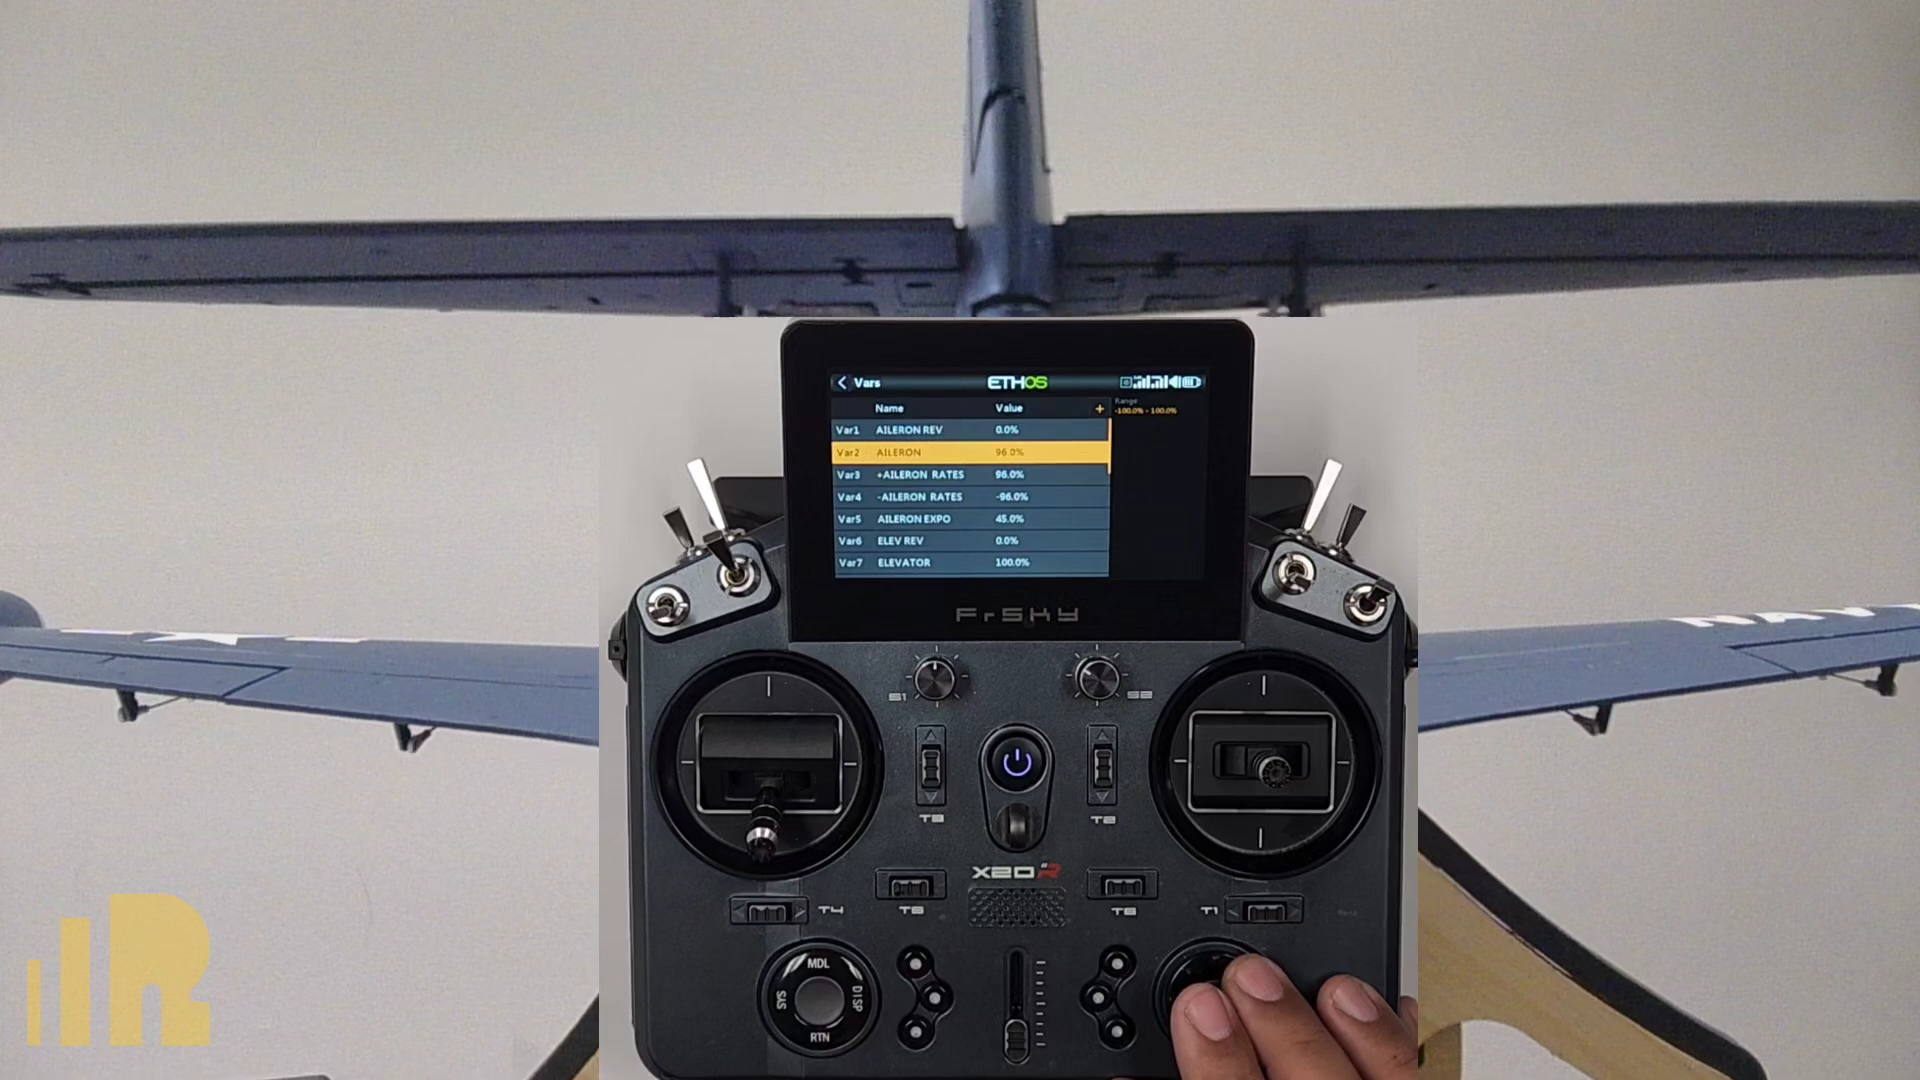 Vars
ETHOS
Range
-100.0% - 100.0%
Name Value +
Var1 AILERON REV 0.0%
Var2 AILERON 96.0%
Var3 +AILERON RATES 96.0%
Var4 -AILERON RATES -96.0%
Var5 AILERON EXPO 45.0%
Var6 ELEV REV 0.0%
Var7 ELEVATOR 100.0%
FrSKY
NAVY
S1 S2
T3 T2
X20R
T4 T5 T6 T1
MDL
DISP
SYS
RTN
R